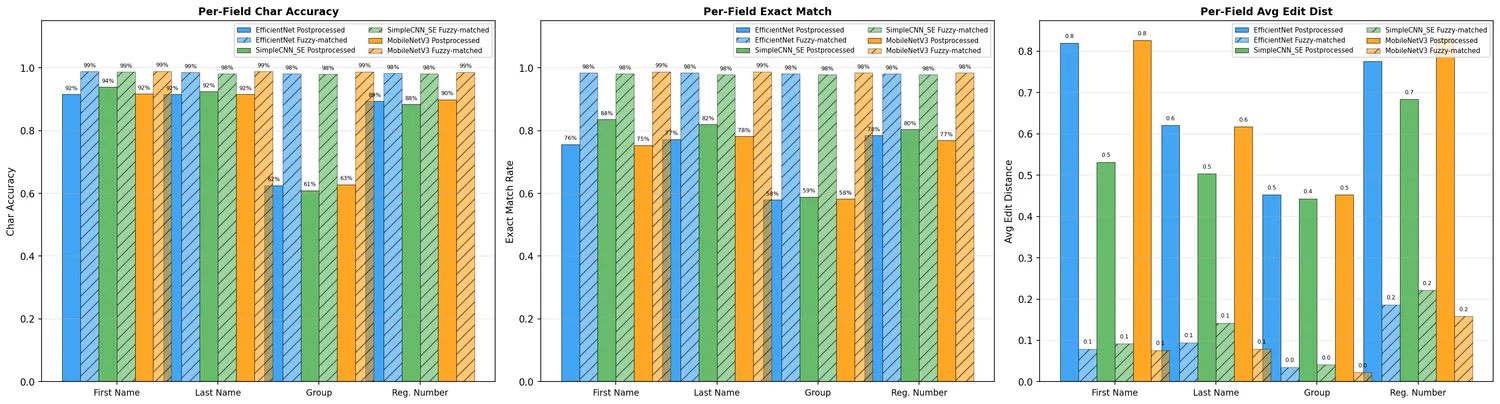 Per-Field Char Accuracy
EfficientNet Postprocessed
EfficientNet Fuzzy-matched
SimpleCNN_SE Postprocessed
SimpleCNN_SE Fuzzy-matched
MobileNetV3 Postprocessed
MobileNetV3 Fuzzy-matched
Char Accuracy
1.0
0.8
0.6
0.4
0.2
0.0
92% 99% 94% 99% 92% 99%
92% 99% 92% 98% 92% 99%
62% 98% 61% 98% 63% 99%
89% 98% 88% 98% 90% 99%
First Name Last Name Group Reg. Number
Per-Field Exact Match
EfficientNet Postprocessed
EfficientNet Fuzzy-matched
SimpleCNN_SE Postprocessed
SimpleCNN_SE Fuzzy-matched
MobileNetV3 Postprocessed
MobileNetV3 Fuzzy-matched
Exact Match Rate
1.0
0.8
0.6
0.4
0.2
0.0
76% 98% 84% 98% 75% 99%
77% 98% 82% 98% 78% 99%
58% 98% 59% 98% 58% 98%
78% 98% 80% 98% 77% 98%
First Name Last Name Group Reg. Number
Per-Field Avg Edit Dist
EfficientNet Postprocessed
EfficientNet Fuzzy-matched
SimpleCNN_SE Postprocessed
SimpleCNN_SE Fuzzy-matched
MobileNetV3 Postprocessed
MobileNetV3 Fuzzy-matched
Avg Edit Distance
0.8
0.7
0.6
0.5
0.4
0.3
0.2
0.1
0.0
0.8 0.1 0.5 0.1 0.8 0.1
0.6 0.1 0.5 0.1 0.6 0.1
0.5 0.0 0.4 0.0 0.5 0.0
0.2 0.7 0.2 0.2
First Name Last Name Group Reg. Number